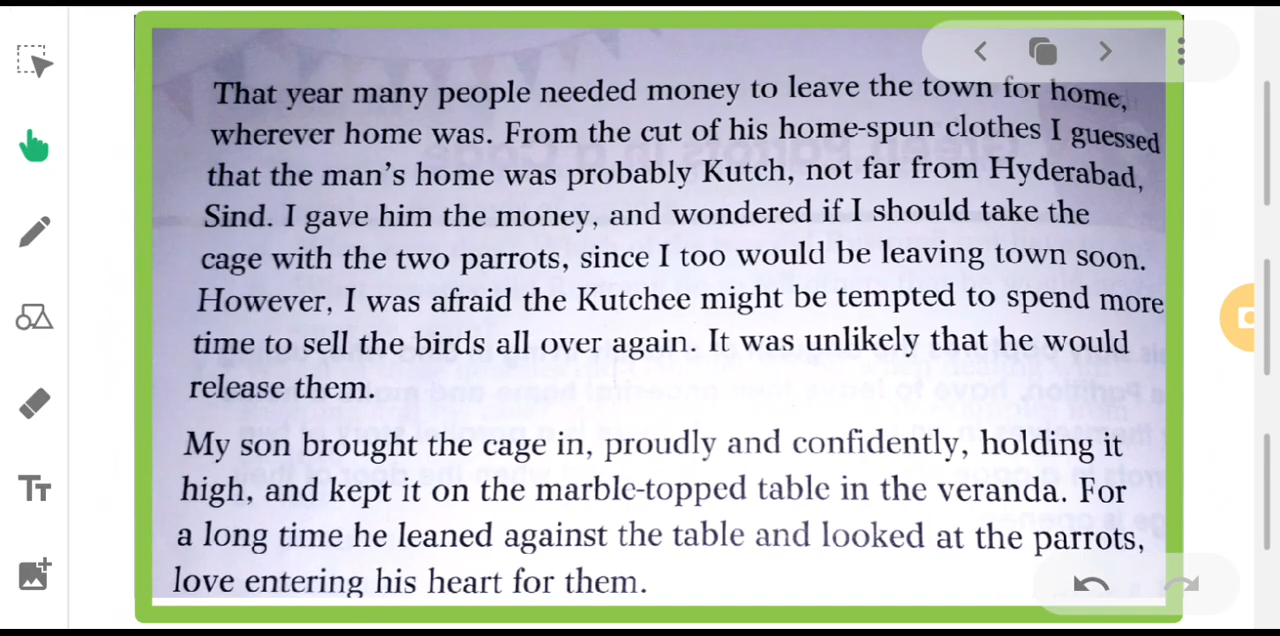 That year many people needed money to leave the town for home,
wherever home was. From the cut of his home-spun clothes I guessed
that the man's home was probably Kutch, not far from Hyderabad,
Sind. I gave him the money, and wondered if I should take the
cage with the two parrots, since I too would be leaving town soon.
However, I was afraid the Kutchee might be tempted to spend more
time to sell the birds all over again. It was unlikely that he would
release them.
My son brought the cage in, proudly and confidently, holding it
high, and kept it on the marble-topped table in the veranda. For
a long time he leaned against the table and looked at the parrots,
love entering his heart for them.